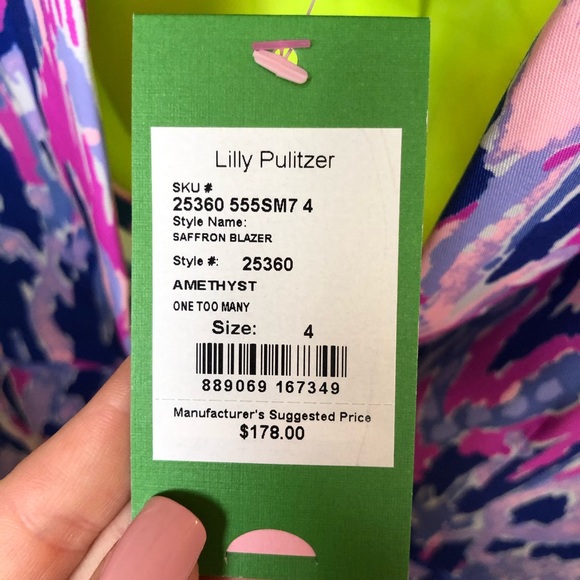 Lilly Pulitzer
SKU #
25360 555SM7 4
Style Name:
SAFFRON BLAZER
Style #: 25360
AMETHYST
ONE TOO MANY
Size: 4
889069 167349
Manufacturer's Suggested Price
$178.00